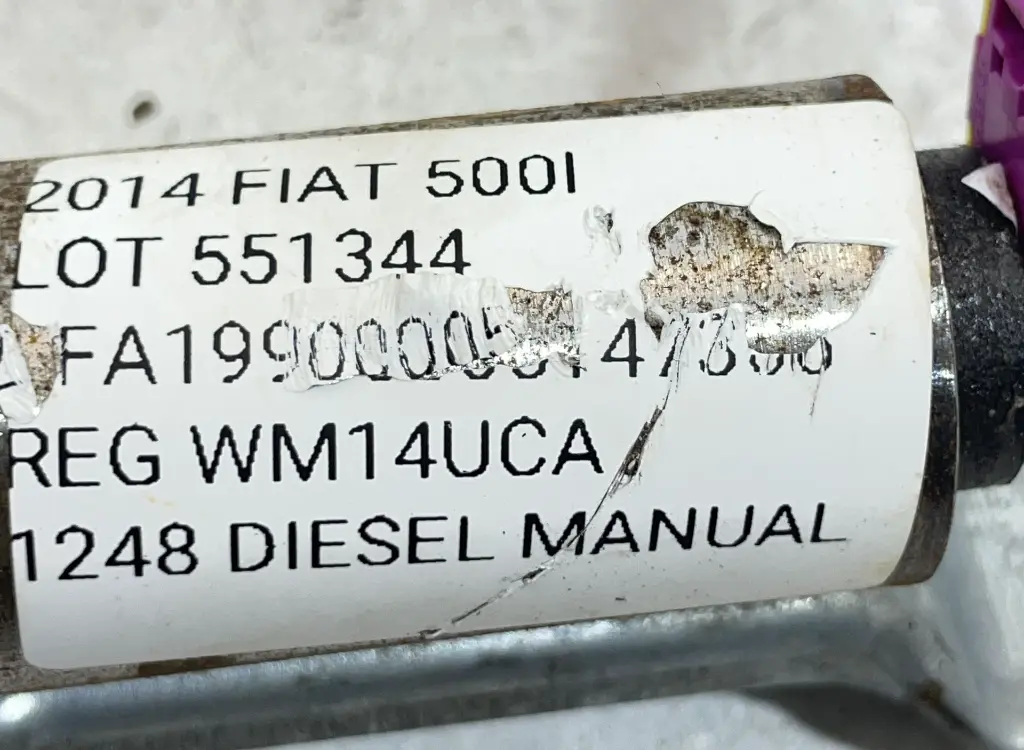 2014 FIAT 500l
LOT 551344
REG WM14UCA
1248 DIESEL MANUAL